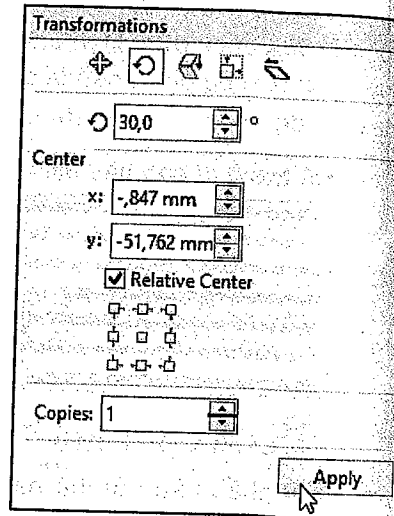 Transformations
30,0 °
Center
x: -,847 mm
y: -51,762 mm
Relative Center
Copies: 1
Apply